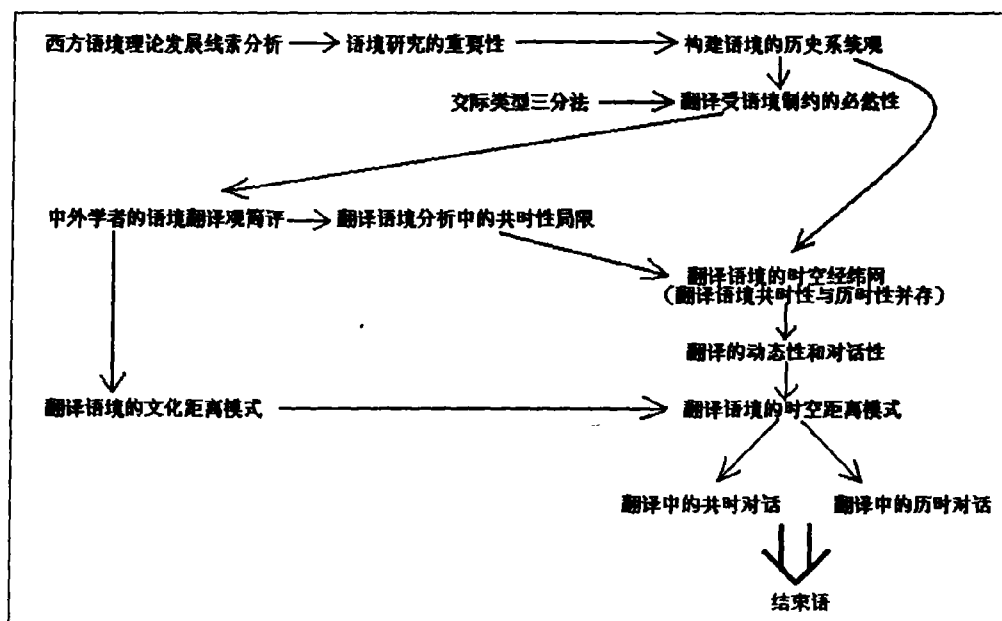 西方语境理论发展线索分析 语境研究的重要性 构建语境的历史系统观
交际类型三分法 翻译受语境制约的必然性
中外学者的语境翻译观简评 翻译语境分析中的共时性局限
翻译语境的时空经纬网
（翻译语境共时性与历时性并存）
翻译的动态性和对话性
翻译语境的文化距离模式 翻译语境的时空距离模式
翻译中的共时对话 翻译中的历时对话
结束语